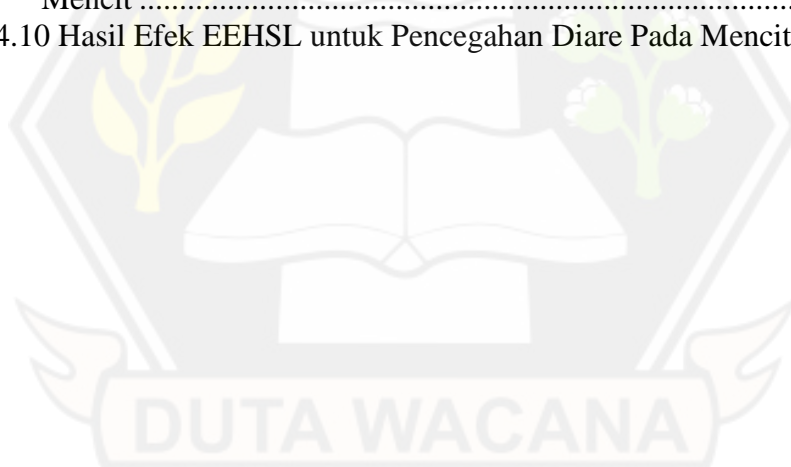 Mencit ....................................................................................
4.10 Hasil Efek EEHSL untuk Pencegahan Diare Pada Mencit
DUTA WACANA